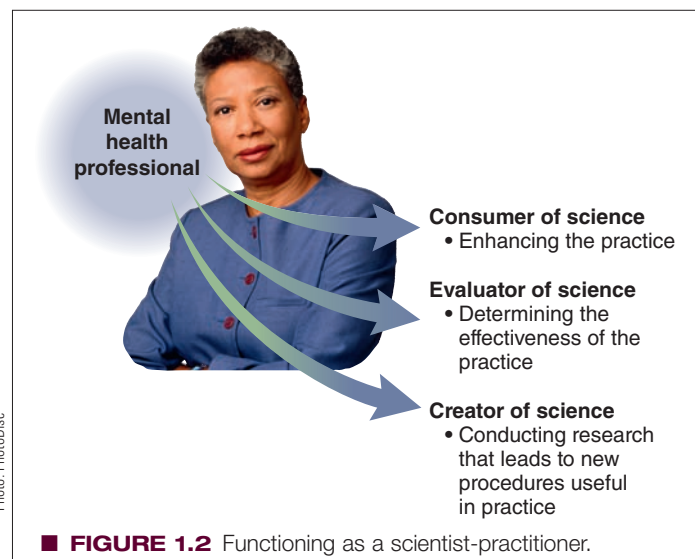 Mental
health
professional
Consumer of science
• Enhancing the practice
Evaluator of science
• Determining the
effectiveness of the
practice
Creator of science
• Conducting research
that leads to new
procedures useful
in practice
Photo: PhotoDisc
■ FIGURE 1.2 Functioning as a scientist-practitioner.